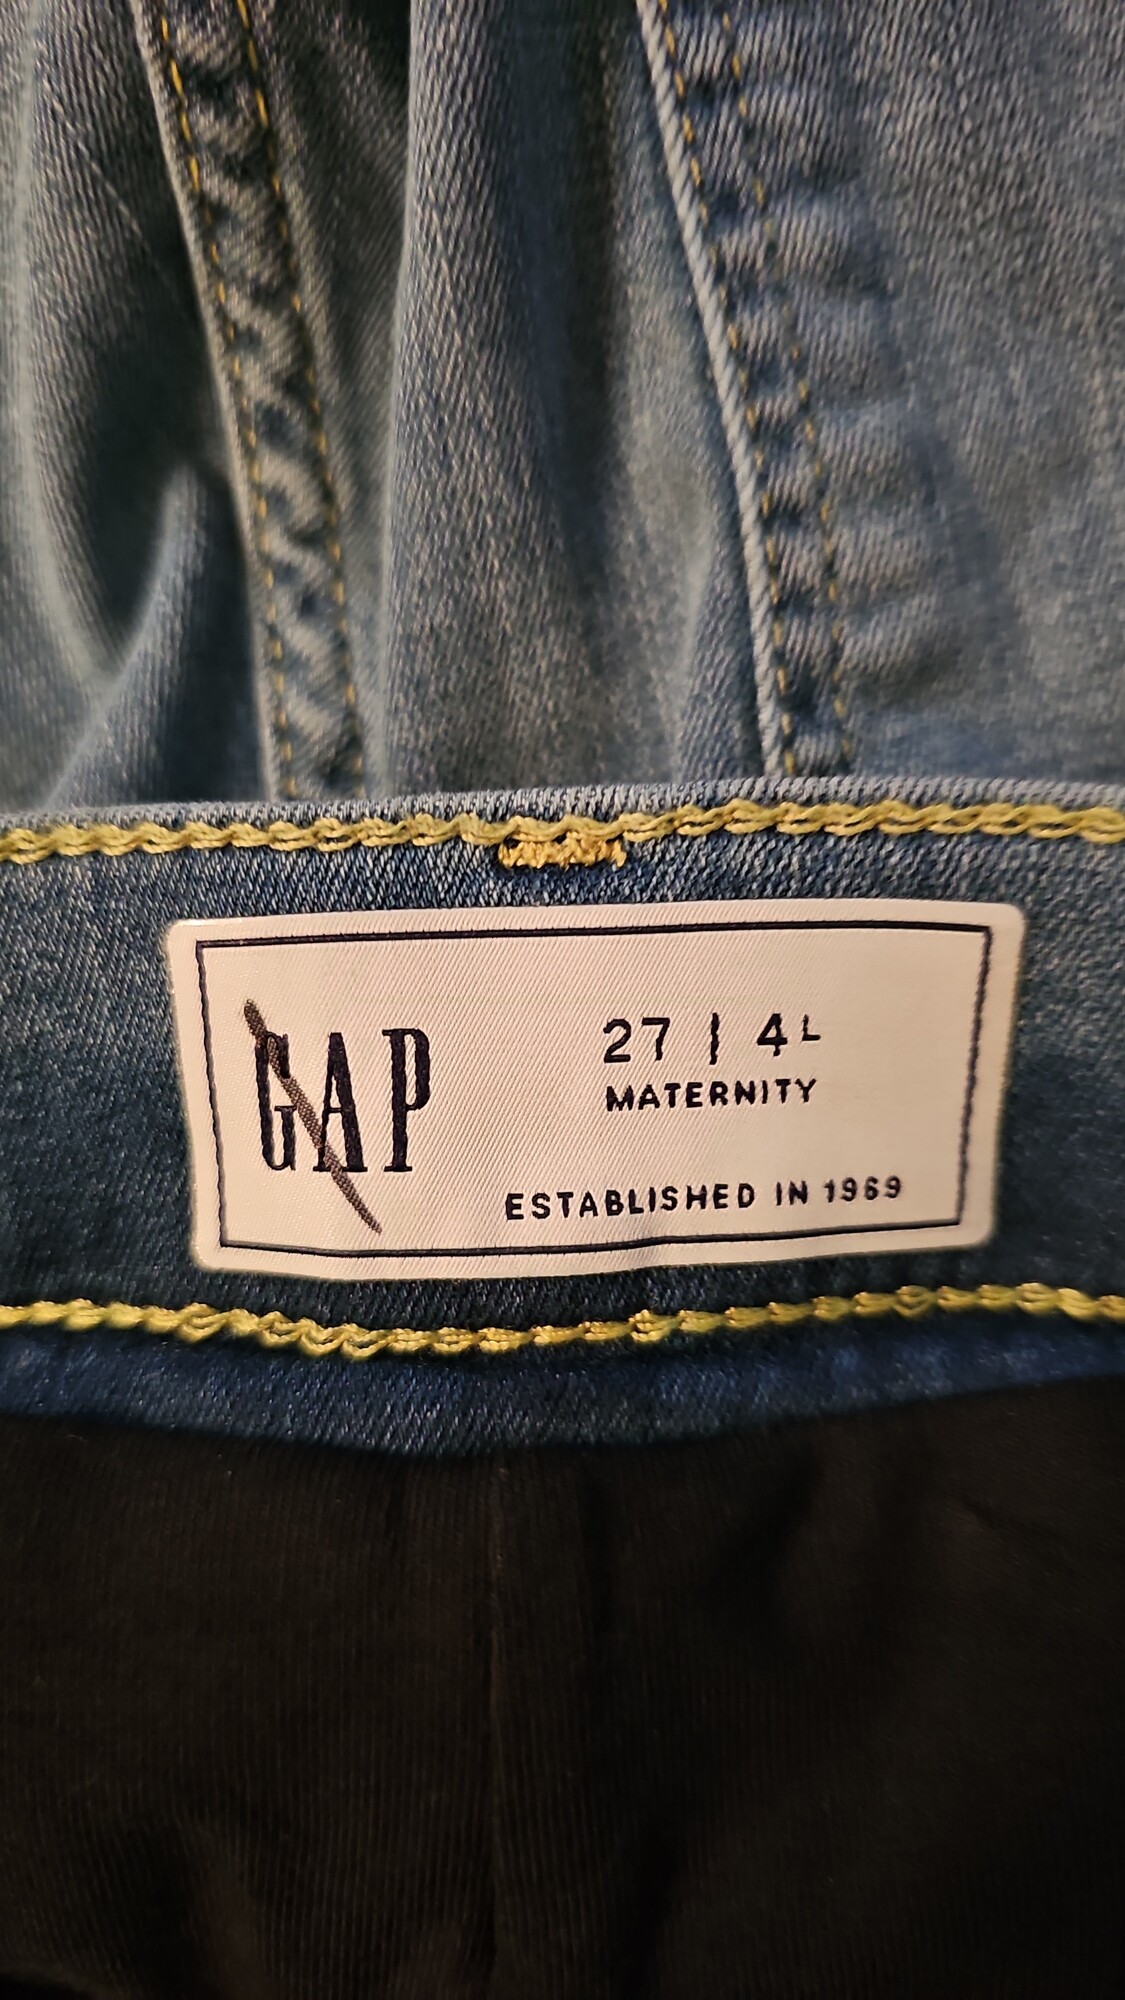 GAP
27 | 4L
MATERNITY
ESTABLISHED IN 1969